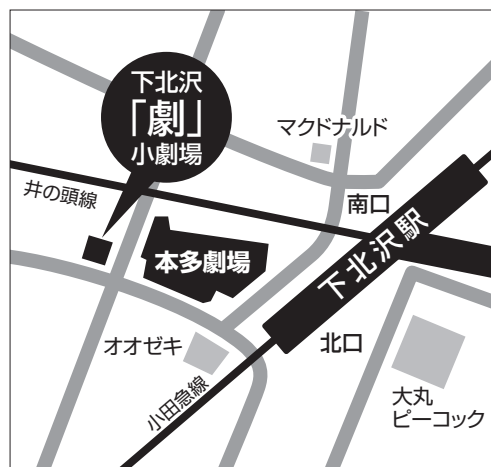 下北沢
「劇」
小劇場
マクドナルド
井の頭線
南口
本多劇場
下北沢駅
オオゼキ
北口
小田急線
大丸
ピーコック